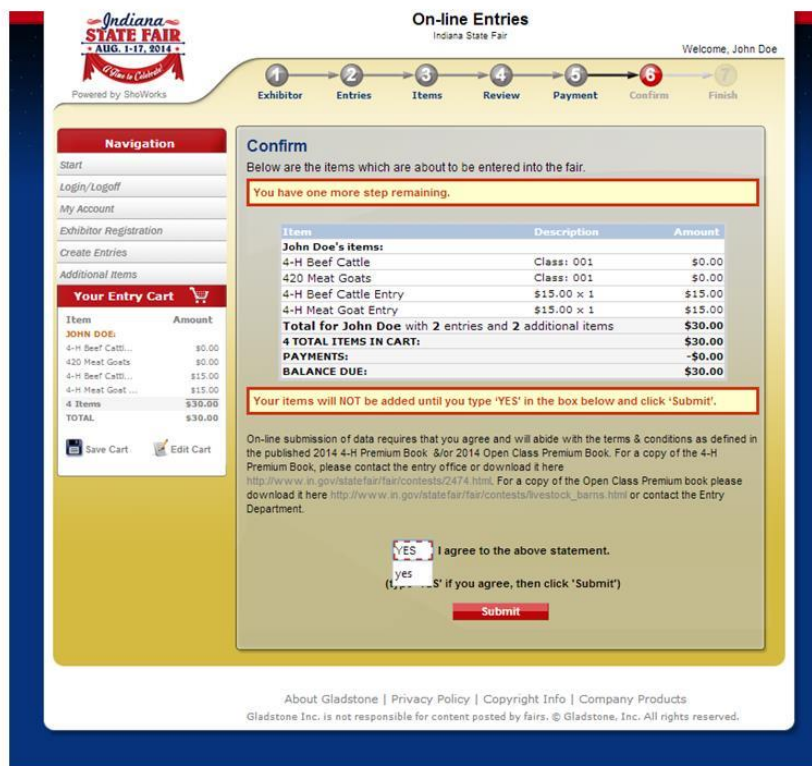 Indiana
STATE FAIR
AUG. 1-17, 2014
A Time to Celebrate!
Powered by ShoWorks
On-line Entries
Indiana State Fair
Welcome, John Doe
1 2 3 4 5 6 7
Exhibitor Entries Items Review Payment Confirm Finish
Navigation
Start
Login/Logoff
My Account
Exhibitor Registration
Create Entries
Additional Items
Your Entry Cart
Item Amount
JOHN DOE:
4-H Beef Cattl... $0.00
420 Meat Goats $0.00
4-H Beef Cattl... $15.00
4-H Meat Goat ... $15.00
4 Items $30.00
TOTAL $30.00
Save Cart Edit Cart
Confirm
Below are the items which are about to be entered into the fair.
You have one more step remaining.
Item Description Amount
John Doe's items:
4-H Beef Cattle Class: 001 $0.00
420 Meat Goats Class: 001 $0.00
4-H Beef Cattle Entry $15.00 x 1 $15.00
4-H Meat Goat Entry $15.00 x 1 $15.00
Total for John Doe with 2 entries and 2 additional items $30.00
4 TOTAL ITEMS IN CART: $30.00
PAYMENTS: -$0.00
BALANCE DUE: $30.00
Your items will NOT be added until you type 'YES' in the box below and click 'Submit'.
On-line submission of data requires that you agree and will abide with the terms & conditions as defined in
the published 2014 4-H Premium Book &/or 2014 Open Class Premium Book. For a copy of the 4-H
Premium Book, please contact the entry office or download it here
http://www.in.gov/statefair/fair/contests/2474.html. For a copy of the Open Class Premium book please
download it here http://www.in.gov/statefair/fair/contests/livestock_barns.html or contact the Entry
Department.
YES I agree to the above statement.
yes
if you agree, then click 'Submit')
Submit
About Gladstone | Privacy Policy | Copyright Info | Company Products
Gladstone Inc. is not responsible for content posted by fairs. © Gladstone, Inc. All rights reserved.